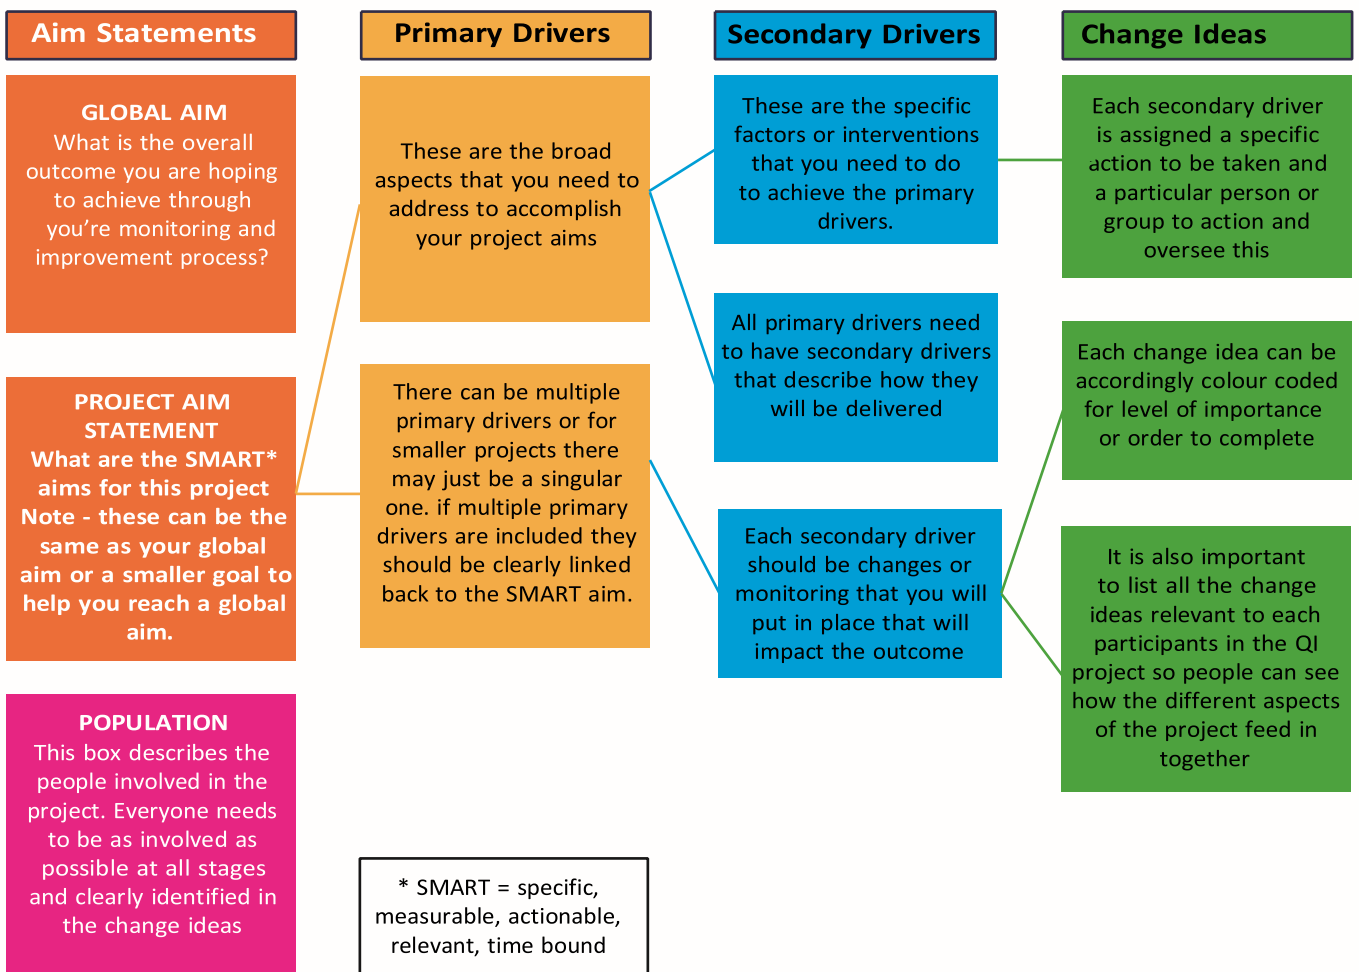 Aim Statements
Primary Drivers
Secondary Drivers
Change Ideas
GLOBAL AIM
What is the overall
outcome you are hoping
to achieve through
you’re monitoring and
improvement process?
PROJECT AIM
STATEMENT
What are the SMART*
aims for this project
Note - these can be the
same as your global
aim or a smaller goal to
help you reach a global
aim.
POPULATION
This box describes the
people involved in the
project. Everyone needs
to be as involved as
possible at all stages
and clearly identified in
the change ideas
These are the broad
aspects that you need to
address to accomplish
your project aims
There can be multiple
primary drivers or for
smaller projects there
may just be a singular
one. if multiple primary
drivers are included they
should be clearly linked
back to the SMART aim.
* SMART = specific,
measurable, actionable,
relevant, time bound
These are the specific
factors or interventions
that you need to do
to achieve the primary
drivers.
All primary drivers need
to have secondary drivers
that describe how they
will be delivered
Each secondary driver
should be changes or
monitoring that you will
put in place that will
impact the outcome
Each secondary driver
is assigned a specific
action to be taken and
a particular person or
group to action and
oversee this
Each change idea can be
accordingly colour coded
for level of importance
or order to complete
It is also important
to list all the change
ideas relevant to each
participants in the QI
project so people can see
how the different aspects
of the project feed in
together